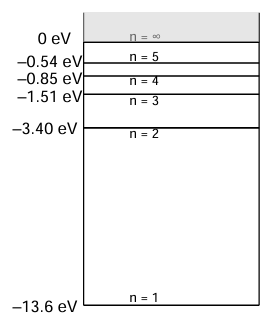 0 eV n = ∞
−0.54 eV n = 5
−0.85 eV n = 4
−1.51 eV n = 3
−3.40 eV n = 2
−13.6 eV n = 1